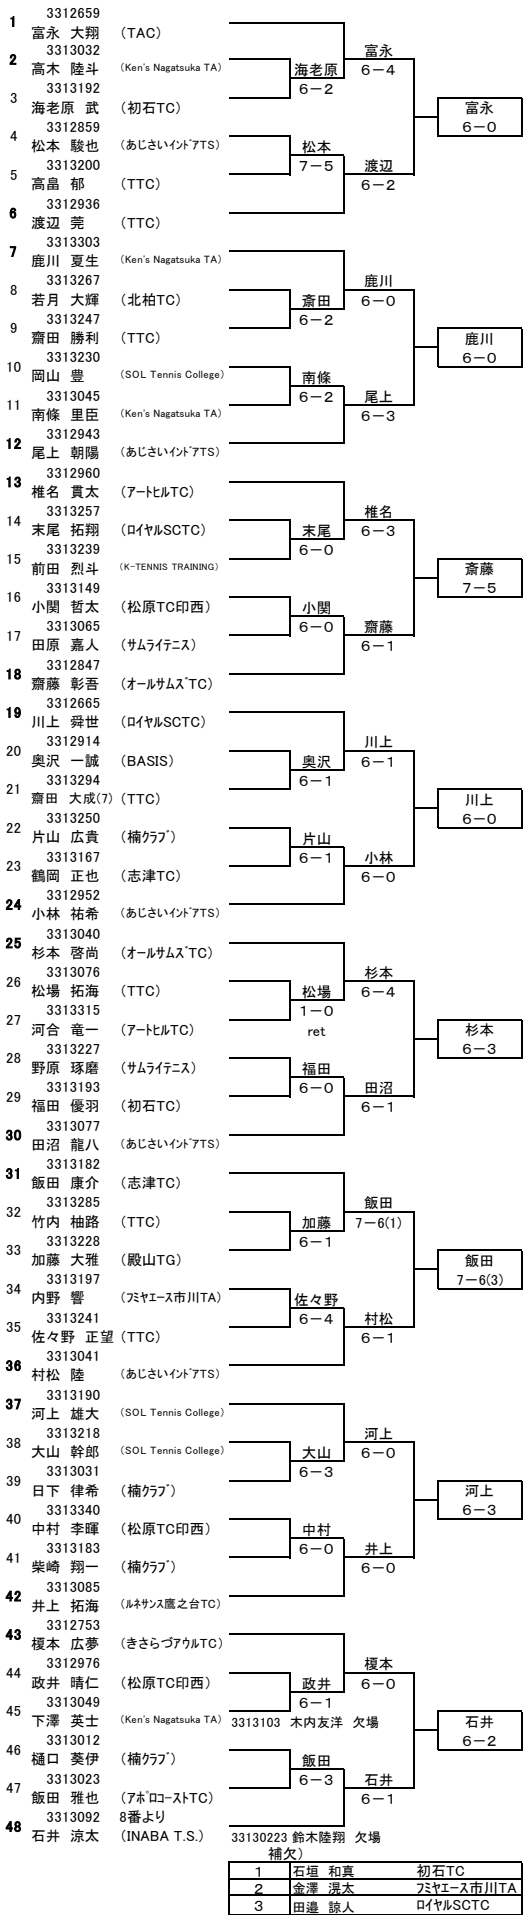 3312659
1 富永 大翔 (TAC)
富永
6-4
3313032
2 高木 陸斗 (Ken's Nagatsuka TA)
海老原
6-2
3313192
3 海老原 武 (初石TC)
富永
6-0
3312859
4 松本 駿也 (あじさいインドアTS)
松本
7-5
3313200
5 高畠 郁 (TTC)
渡辺
6-2
3312936
6 渡辺 莞 (TTC)
3313303
7 鹿川 夏生 (Ken's Nagatsuka TA)
鹿川
6-0
3313267
8 若月 大輝 (北柏TC)
斎田
6-2
3313247
9 齋田 勝利 (TTC)
鹿川
6-0
3313230
10 岡山 豊 (SOL Tennis College)
南條
6-2
3313045
11 南條 里臣 (Ken's Nagatsuka TA)
尾上
6-3
3312943
12 尾上 朝陽 (あじさいインドアTS)
3312960
13 椎名 貫太 (アートヒルTC)
椎名
6-3
3313257
14 末尾 拓翔 (ロイヤルSCTC)
末尾
6-0
3313239
15 前田 烈斗 (K-TENNIS TRAINING)
斎藤
7-5
3313149
16 小関 哲太 (松原TC印西)
小関
6-0
3313065
17 田原 嘉人 (サムライテニス)
齋藤
6-1
3312847
18 齋藤 彰吾 (オールサムズTC)
3312665
19 川上 舜世 (ロイヤルSCTC)
川上
6-1
3312914
20 奥沢 一誠 (BASIS)
奥沢
6-1
3313294
21 齋田 大成(7) (TTC)
川上
6-0
3313250
22 片山 広貴 (楠クラブ)
片山
6-1
3313167
23 鶴岡 正也 (志津TC)
小林
6-0
3312952
24 小林 祐希 (あじさいインドアTS)
3313040
25 杉本 啓尚 (オールサムズTC)
杉本
6-4
3313076
26 松場 拓海 (TTC)
松場
1-0
ret
3313315
27 河合 竜一 (アートヒルTC)
杉本
6-3
3313227
28 野原 琢磨 (サムライテニス)
福田
6-0
3313193
29 福田 優羽 (初石TC)
田沼
6-1
3313077
30 田沼 龍八 (あじさいインドアTS)
3313182
31 飯田 康介 (志津TC)
飯田
7-6(1)
3313285
32 竹内 柚路 (TTC)
加藤
6-1
3313228
33 加藤 大雅 (殿山TG)
飯田
7-6(3)
3313197
34 内野 響 (フミヤエース市川TA)
佐々野
6-4
3313241
35 佐々野 正望 (TTC)
村松
6-1
3313041
36 村松 陸 (あじさいインドアTS)
3313190
37 河上 雄大 (SOL Tennis College)
河上
6-0
3313218
38 大山 幹郎 (SOL Tennis College)
大山
6-3
3313031
39 日下 律希 (楠クラブ)
河上
6-3
3313340
40 中村 李暉 (松原TC印西)
中村
6-0
3313183
41 柴崎 翔一 (楠クラブ)
井上
6-0
3313085
42 井上 拓海 (ルネサンス鷹之台TC)
3312753
43 榎本 広夢 (きさらづアウルTC)
榎本
6-0
3312976
44 政井 晴仁 (松原TC印西)
政井
6-1
3313049
45 下澤 英士 (Ken's Nagatsuka TA) 3313103 木内友洋 欠場
石井
6-2
3313012
46 樋口 葵伊 (楠クラブ)
飯田
6-3
3313023
47 飯田 雅也 (アポロコーストTC)
石井
6-1
3313092 8番より
48 石井 涼太 (INABA T.S.) 33130223 鈴木陸翔 欠場
補欠)
1 石垣 和真 初石TC
2 金澤 滉太 フミヤエース市川TA
3 田邉 諒人 ロイヤルSCTC